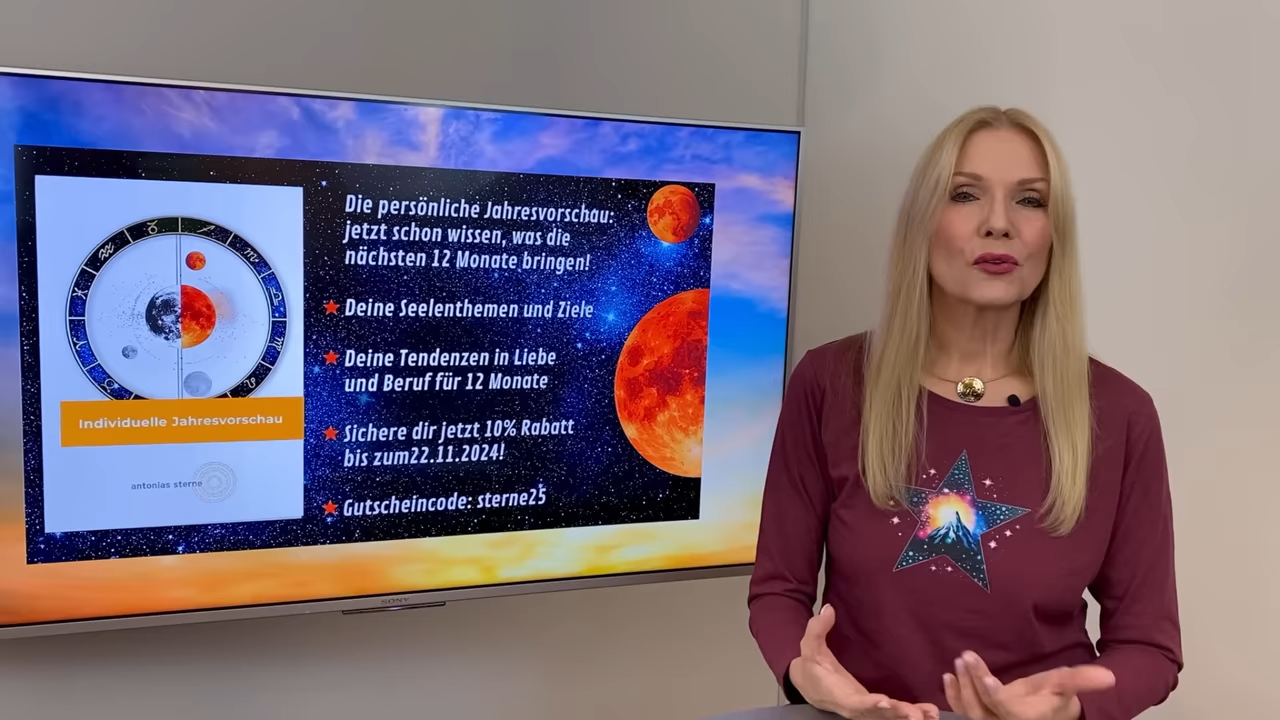 Die persönliche Jahresvorschau:
jetzt schon wissen, was die
nächsten 12 Monate bringen!
Deine Seelenthemen und Ziele
Deine Tendenzen in Liebe
und Beruf für 12 Monate
Sichere dir jetzt 10% Rabatt
bis zum22.11.2024!
Gutscheincode: sterne25
Individuelle Jahresvorschau
antonias sterne
SONY